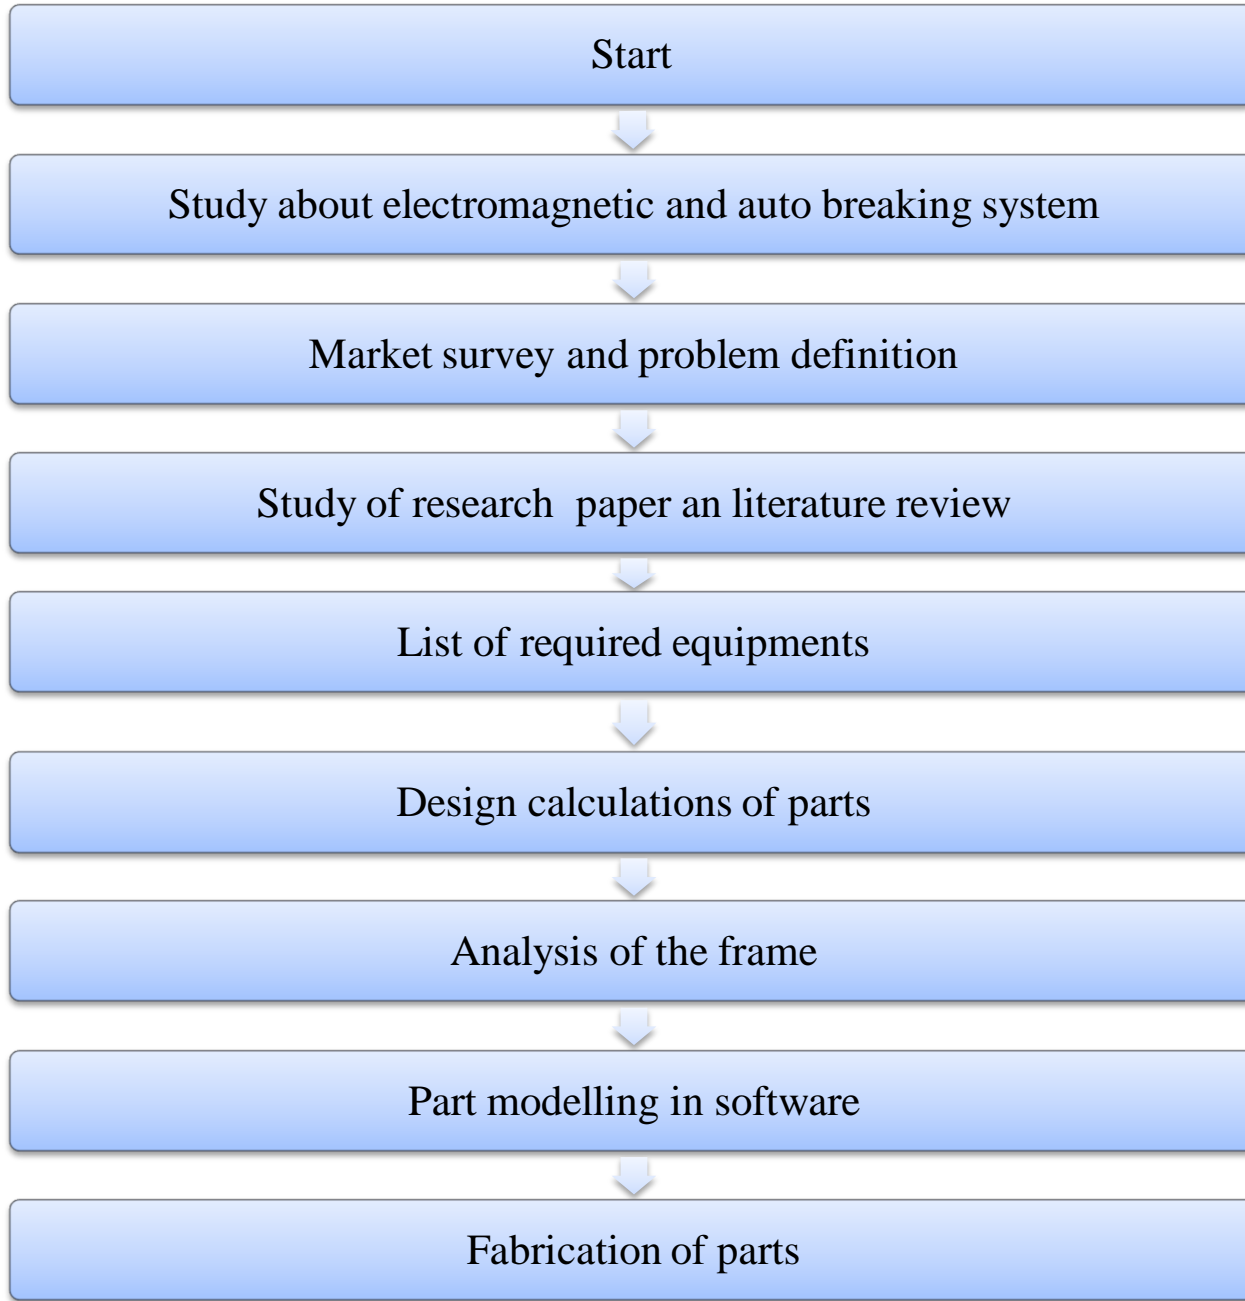 Start
Study about electromagnetic and auto breaking system
Market survey and problem definition
Study of research  paper an literature review
List of required equipments
Design calculations of parts
Analysis of the frame
Part modelling in software
Fabrication of parts